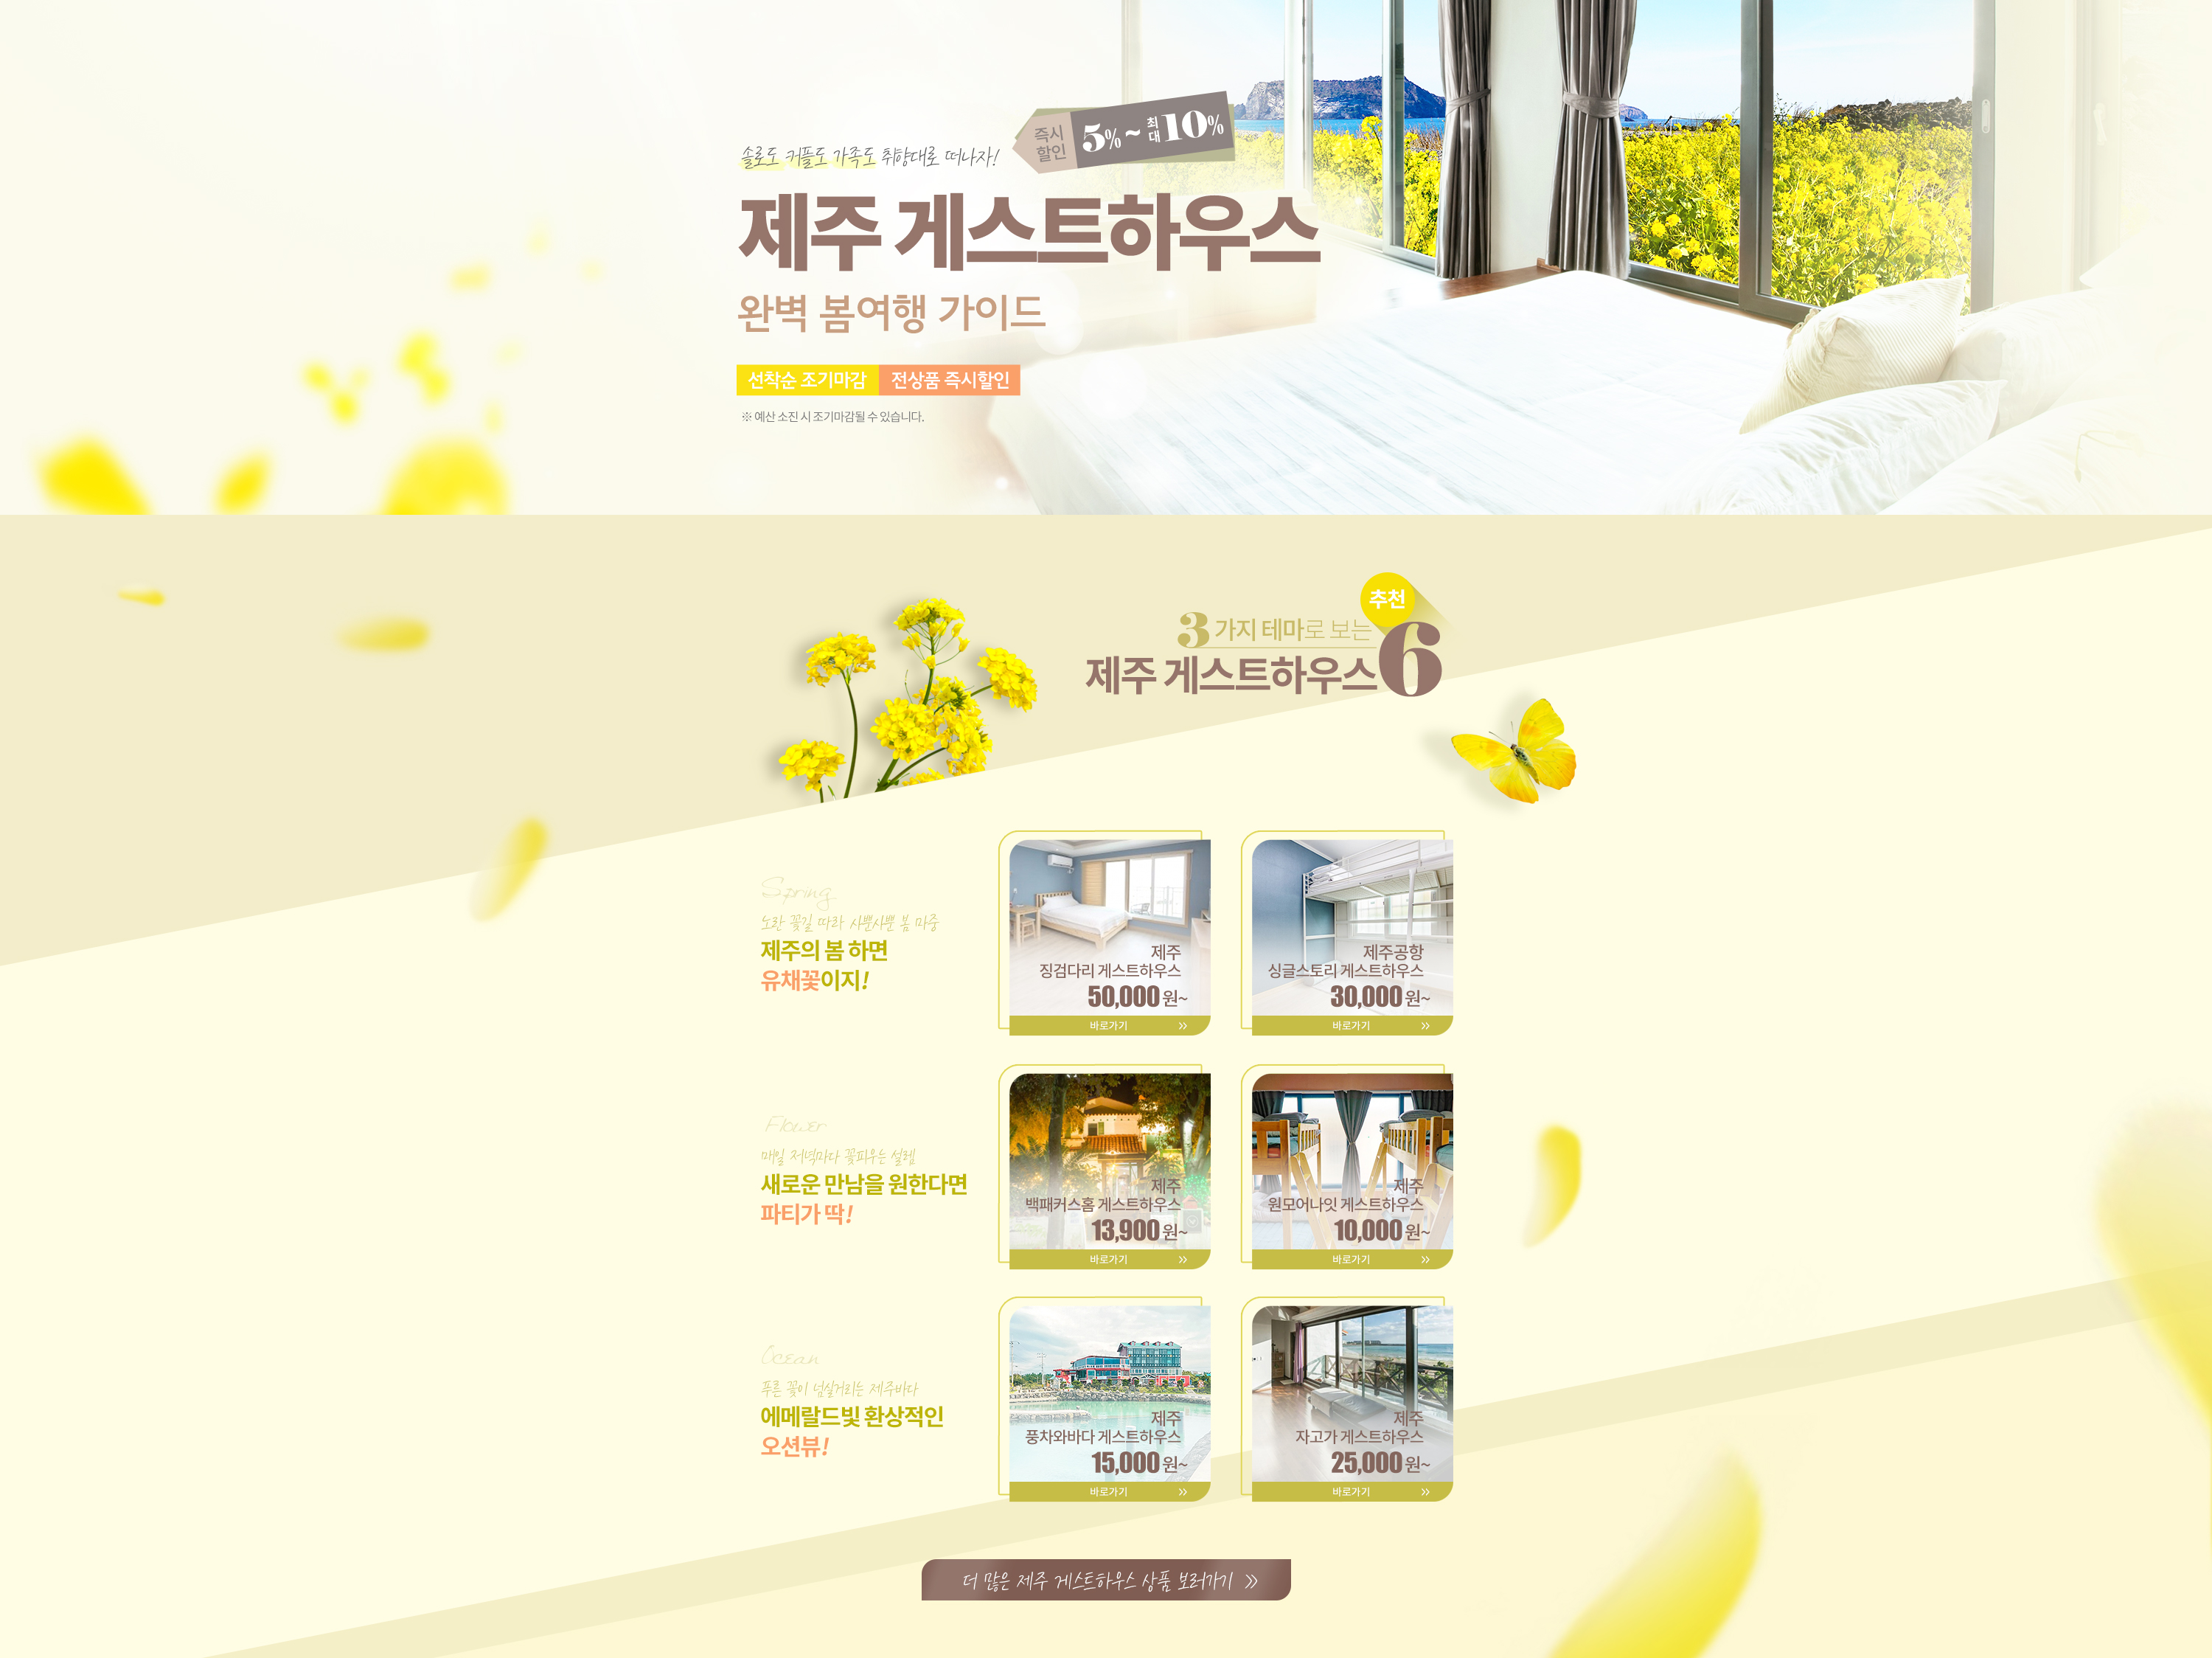 솔로도 커플도 가족도 취향대로 떠나자!
즉시
할인
5%~최대10%
제주 게스트하우스
완벽 봄여행 가이드
선착순 조기마감 전상품 즉시할인
※ 예산 소진 시 조기마감될 수 있습니다.
추천
3가지 테마로 보는
제주 게스트하우스 6
Spring
노란 꽃길 따라 사뿐사뿐 봄 마중
제주의 봄 하면
유채꽃이지!
제주
징검다리 게스트하우스
50,000원~
바로가기 »
제주공항
싱글스토리 게스트하우스
30,000원~
바로가기 »
Flower
매일 저녁마다 꽃피우는 설렘
새로운 만남을 원한다면
파티가 딱!
제주
백패커스홈 게스트하우스
13,900원~
바로가기 »
제주
원모어나잇 게스트하우스
10,000원~
바로가기 »
Ocean
푸른 꽃이 넘실거리는 제주바다
에메랄드빛 환상적인
오션뷰!
제주
풍차와바다 게스트하우스
15,000원~
바로가기 »
제주
자고가 게스트하우스
25,000원~
바로가기 »
더 많은 제주 게스트하우스 상품 보러가기 »